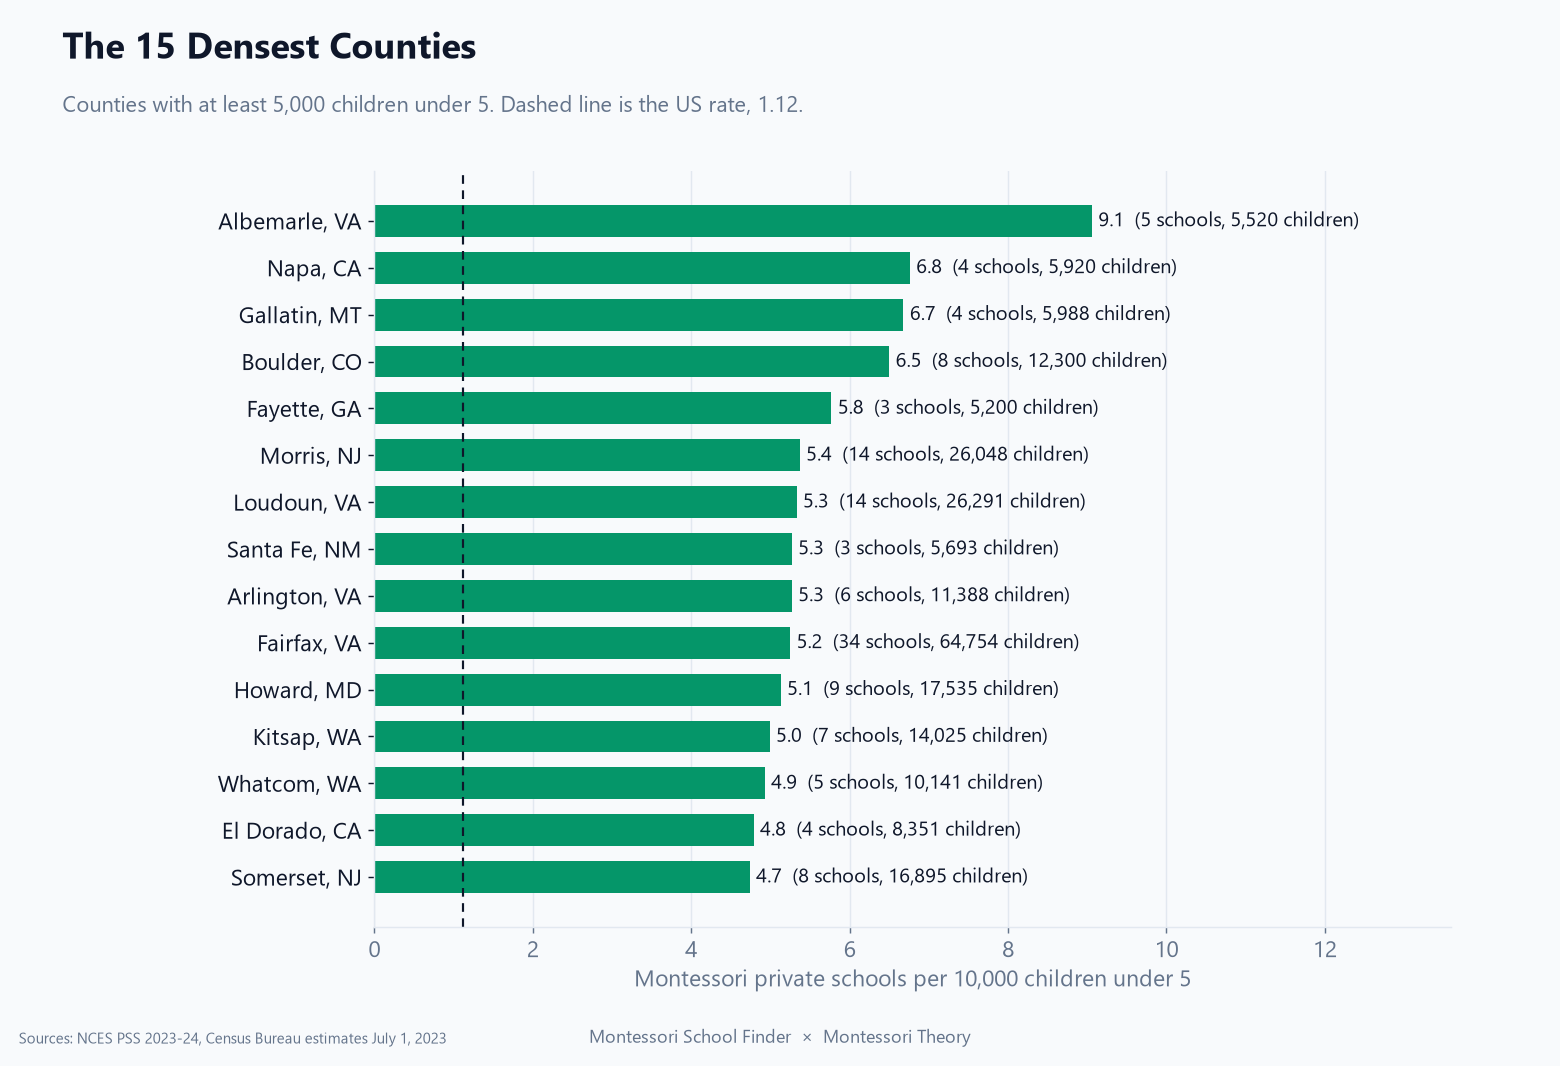 The 15 Densest Counties
Counties with at least 5,000 children under 5. Dashed line is the US rate, 1.12.
Albemarle, VA 9.1 (5 schools, 5,520 children)
Napa, CA 6.8 (4 schools, 5,920 children)
Gallatin, MT 6.7 (4 schools, 5,988 children)
Boulder, CO 6.5 (8 schools, 12,300 children)
Fayette, GA 5.8 (3 schools, 5,200 children)
Morris, NJ 5.4 (14 schools, 26,048 children)
Loudoun, VA 5.3 (14 schools, 26,291 children)
Santa Fe, NM 5.3 (3 schools, 5,693 children)
Arlington, VA 5.3 (6 schools, 11,388 children)
Fairfax, VA 5.2 (34 schools, 64,754 children)
Howard, MD 5.1 (9 schools, 17,535 children)
Kitsap, WA 5.0 (7 schools, 14,025 children)
Whatcom, WA 4.9 (5 schools, 10,141 children)
El Dorado, CA 4.8 (4 schools, 8,351 children)
Somerset, NJ 4.7 (8 schools, 16,895 children)
0 2 4 6 8 10 12
Montessori private schools per 10,000 children under 5
Sources: NCES PSS 2023-24, Census Bureau estimates July 1, 2023
Montessori School Finder × Montessori Theory